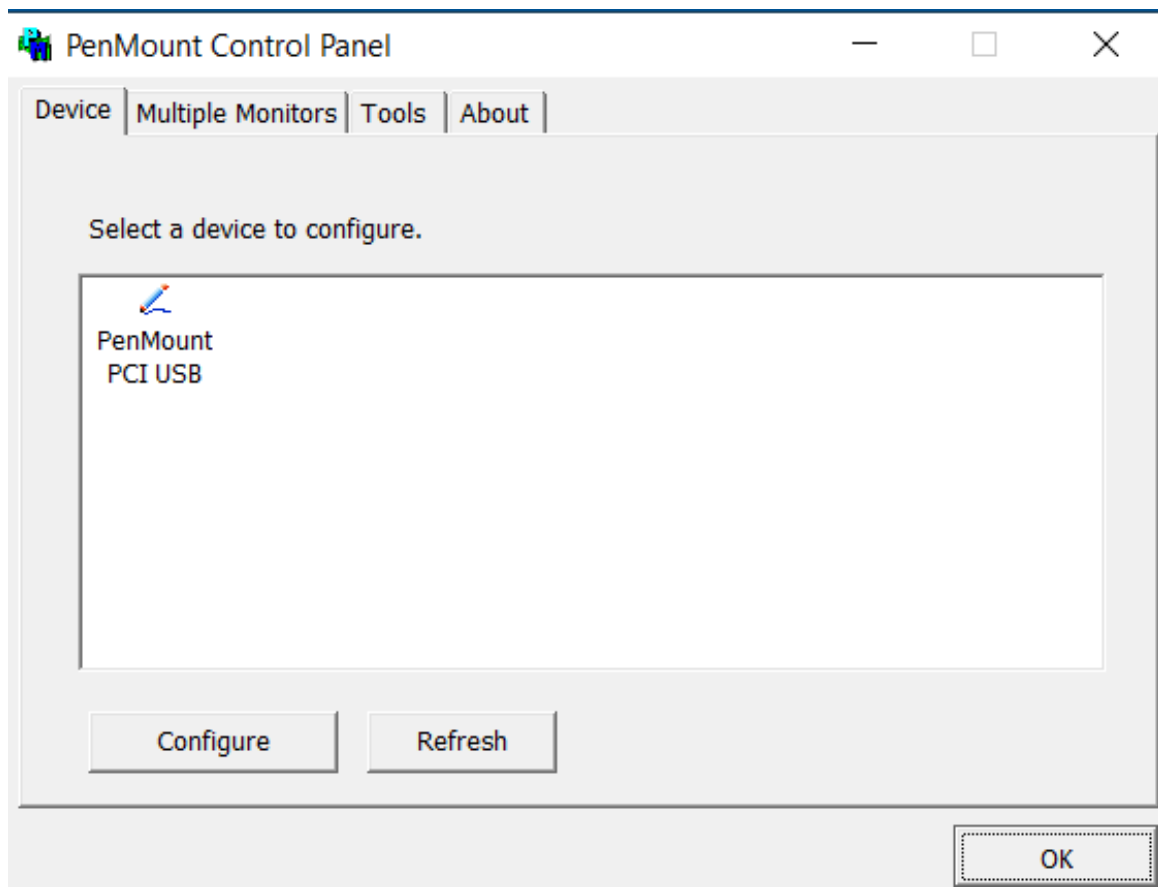 PenMount Control Panel
Device Multiple Monitors Tools About
Select a device to configure.
PenMount
PCI USB
Configure Refresh
OK